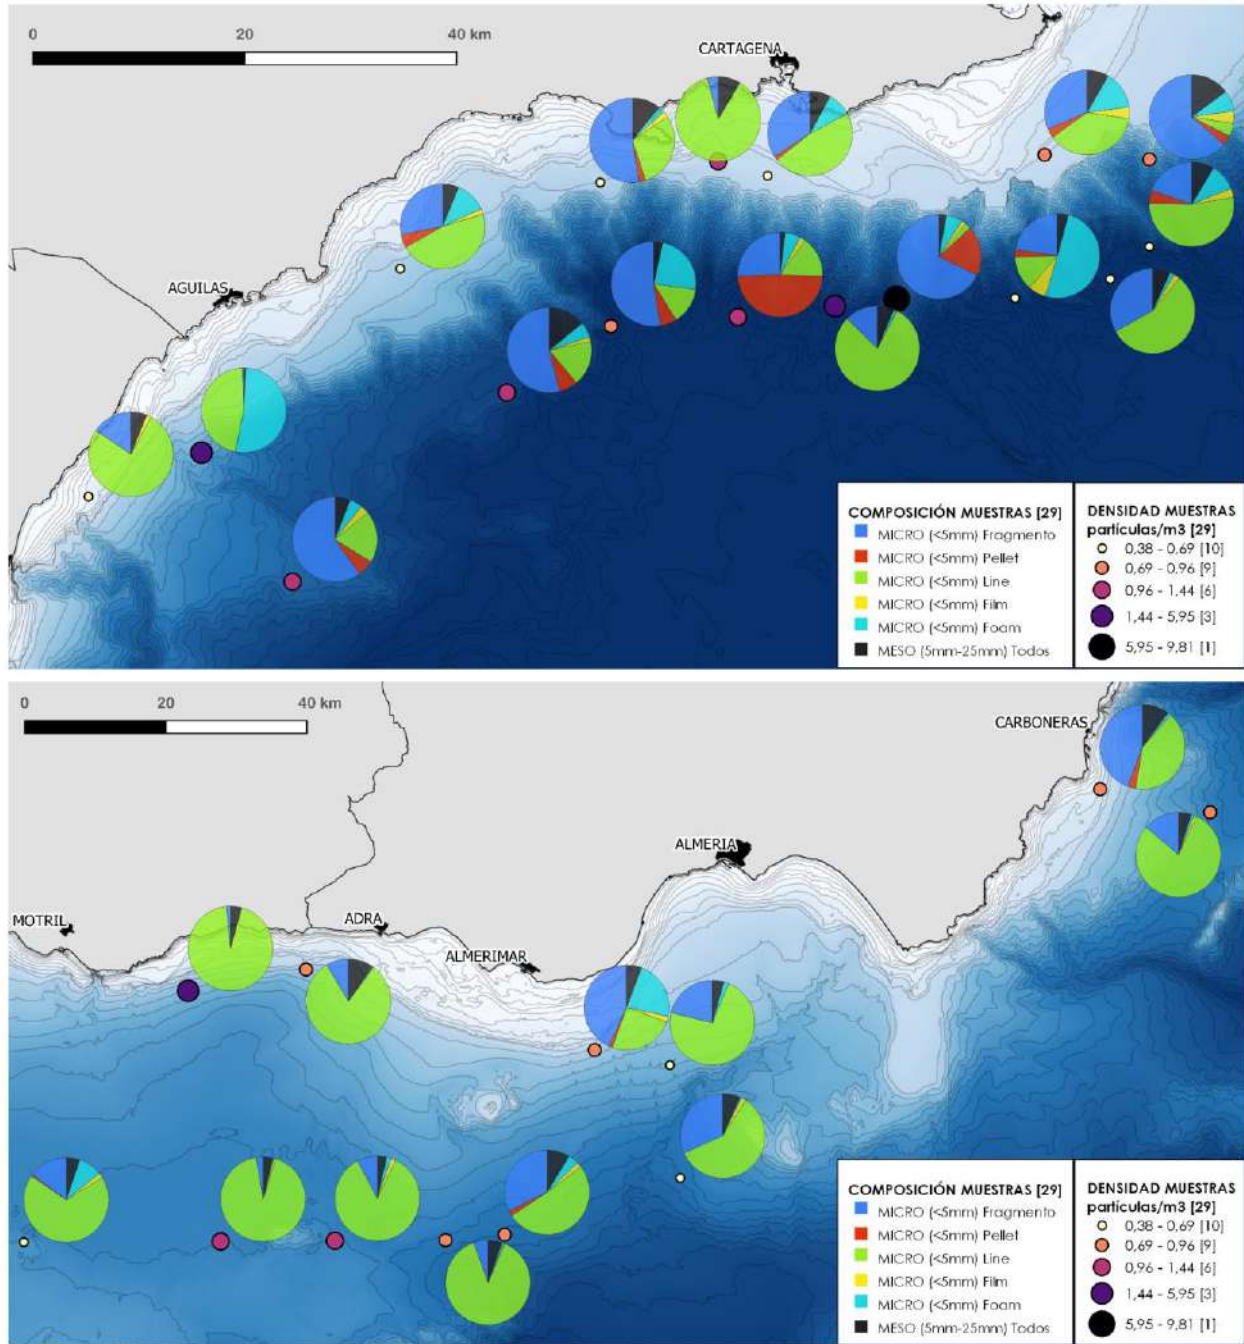 0 20 40 km
CARTAGENA
AGUILAS
COMPOSICIÓN MUESTRAS [29]
MICRO (<5mm) Fragmento
MICRO (<5mm) Pellet
MICRO (<5mm) Line
MICRO (<5mm) Film
MICRO (<5mm) Foam
MESO (5mm-25mm) Todos
DENSIDAD MUESTRAS
partículas/m3 [29]
0,38 - 0,69 [10]
0,69 - 0,96 [9]
0,96 - 1,44 [6]
1,44 - 5,95 [3]
5,95 - 9,81 [1]
0 20 40 km
CARBONERAS
ALMERIA
MOTRIL
ADRA
ALMERIMAR
COMPOSICIÓN MUESTRAS [29]
MICRO (<5mm) Fragmento
MICRO (<5mm) Pellet
MICRO (<5mm) Line
MICRO (<5mm) Film
MICRO (<5mm) Foam
MESO (5mm-25mm) Todos
DENSIDAD MUESTRAS
partículas/m3 [29]
0,38 - 0,69 [10]
0,69 - 0,96 [9]
0,96 - 1,44 [6]
1,44 - 5,95 [3]
5,95 - 9,81 [1]